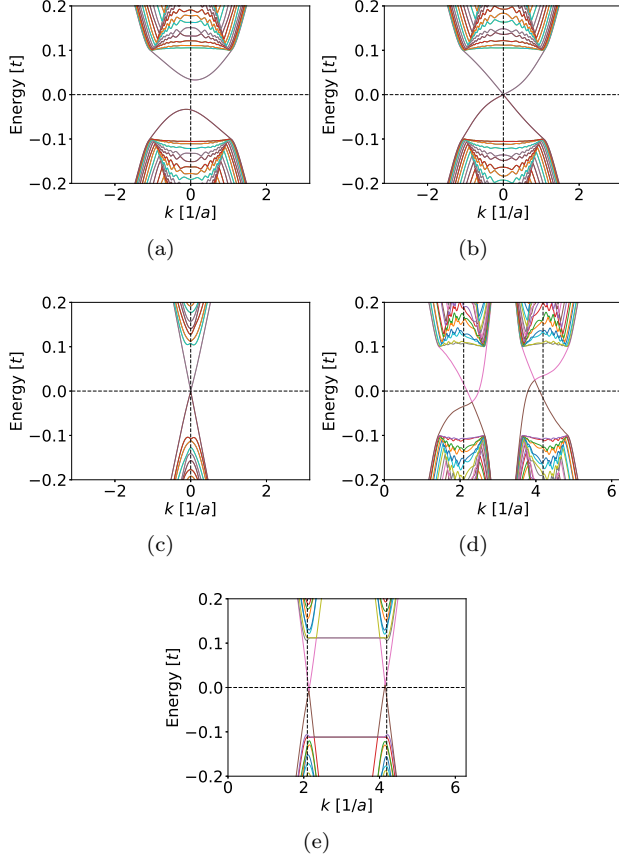 0.2
0.1
0.0
−0.1
−0.2
Energy [t]
−2 0 2
k [1/a]
(a)
0.2
0.1
0.0
−0.1
−0.2
Energy [t]
−2 0 2
k [1/a]
(b)
0.2
0.1
0.0
−0.1
−0.2
Energy [t]
−2 0 2
k [1/a]
(c)
0.2
0.1
0.0
−0.1
−0.2
Energy [t]
0 2 4 6
k [1/a]
(d)
0.2
0.1
0.0
−0.1
−0.2
Energy [t]
0 2 4 6
k [1/a]
(e)